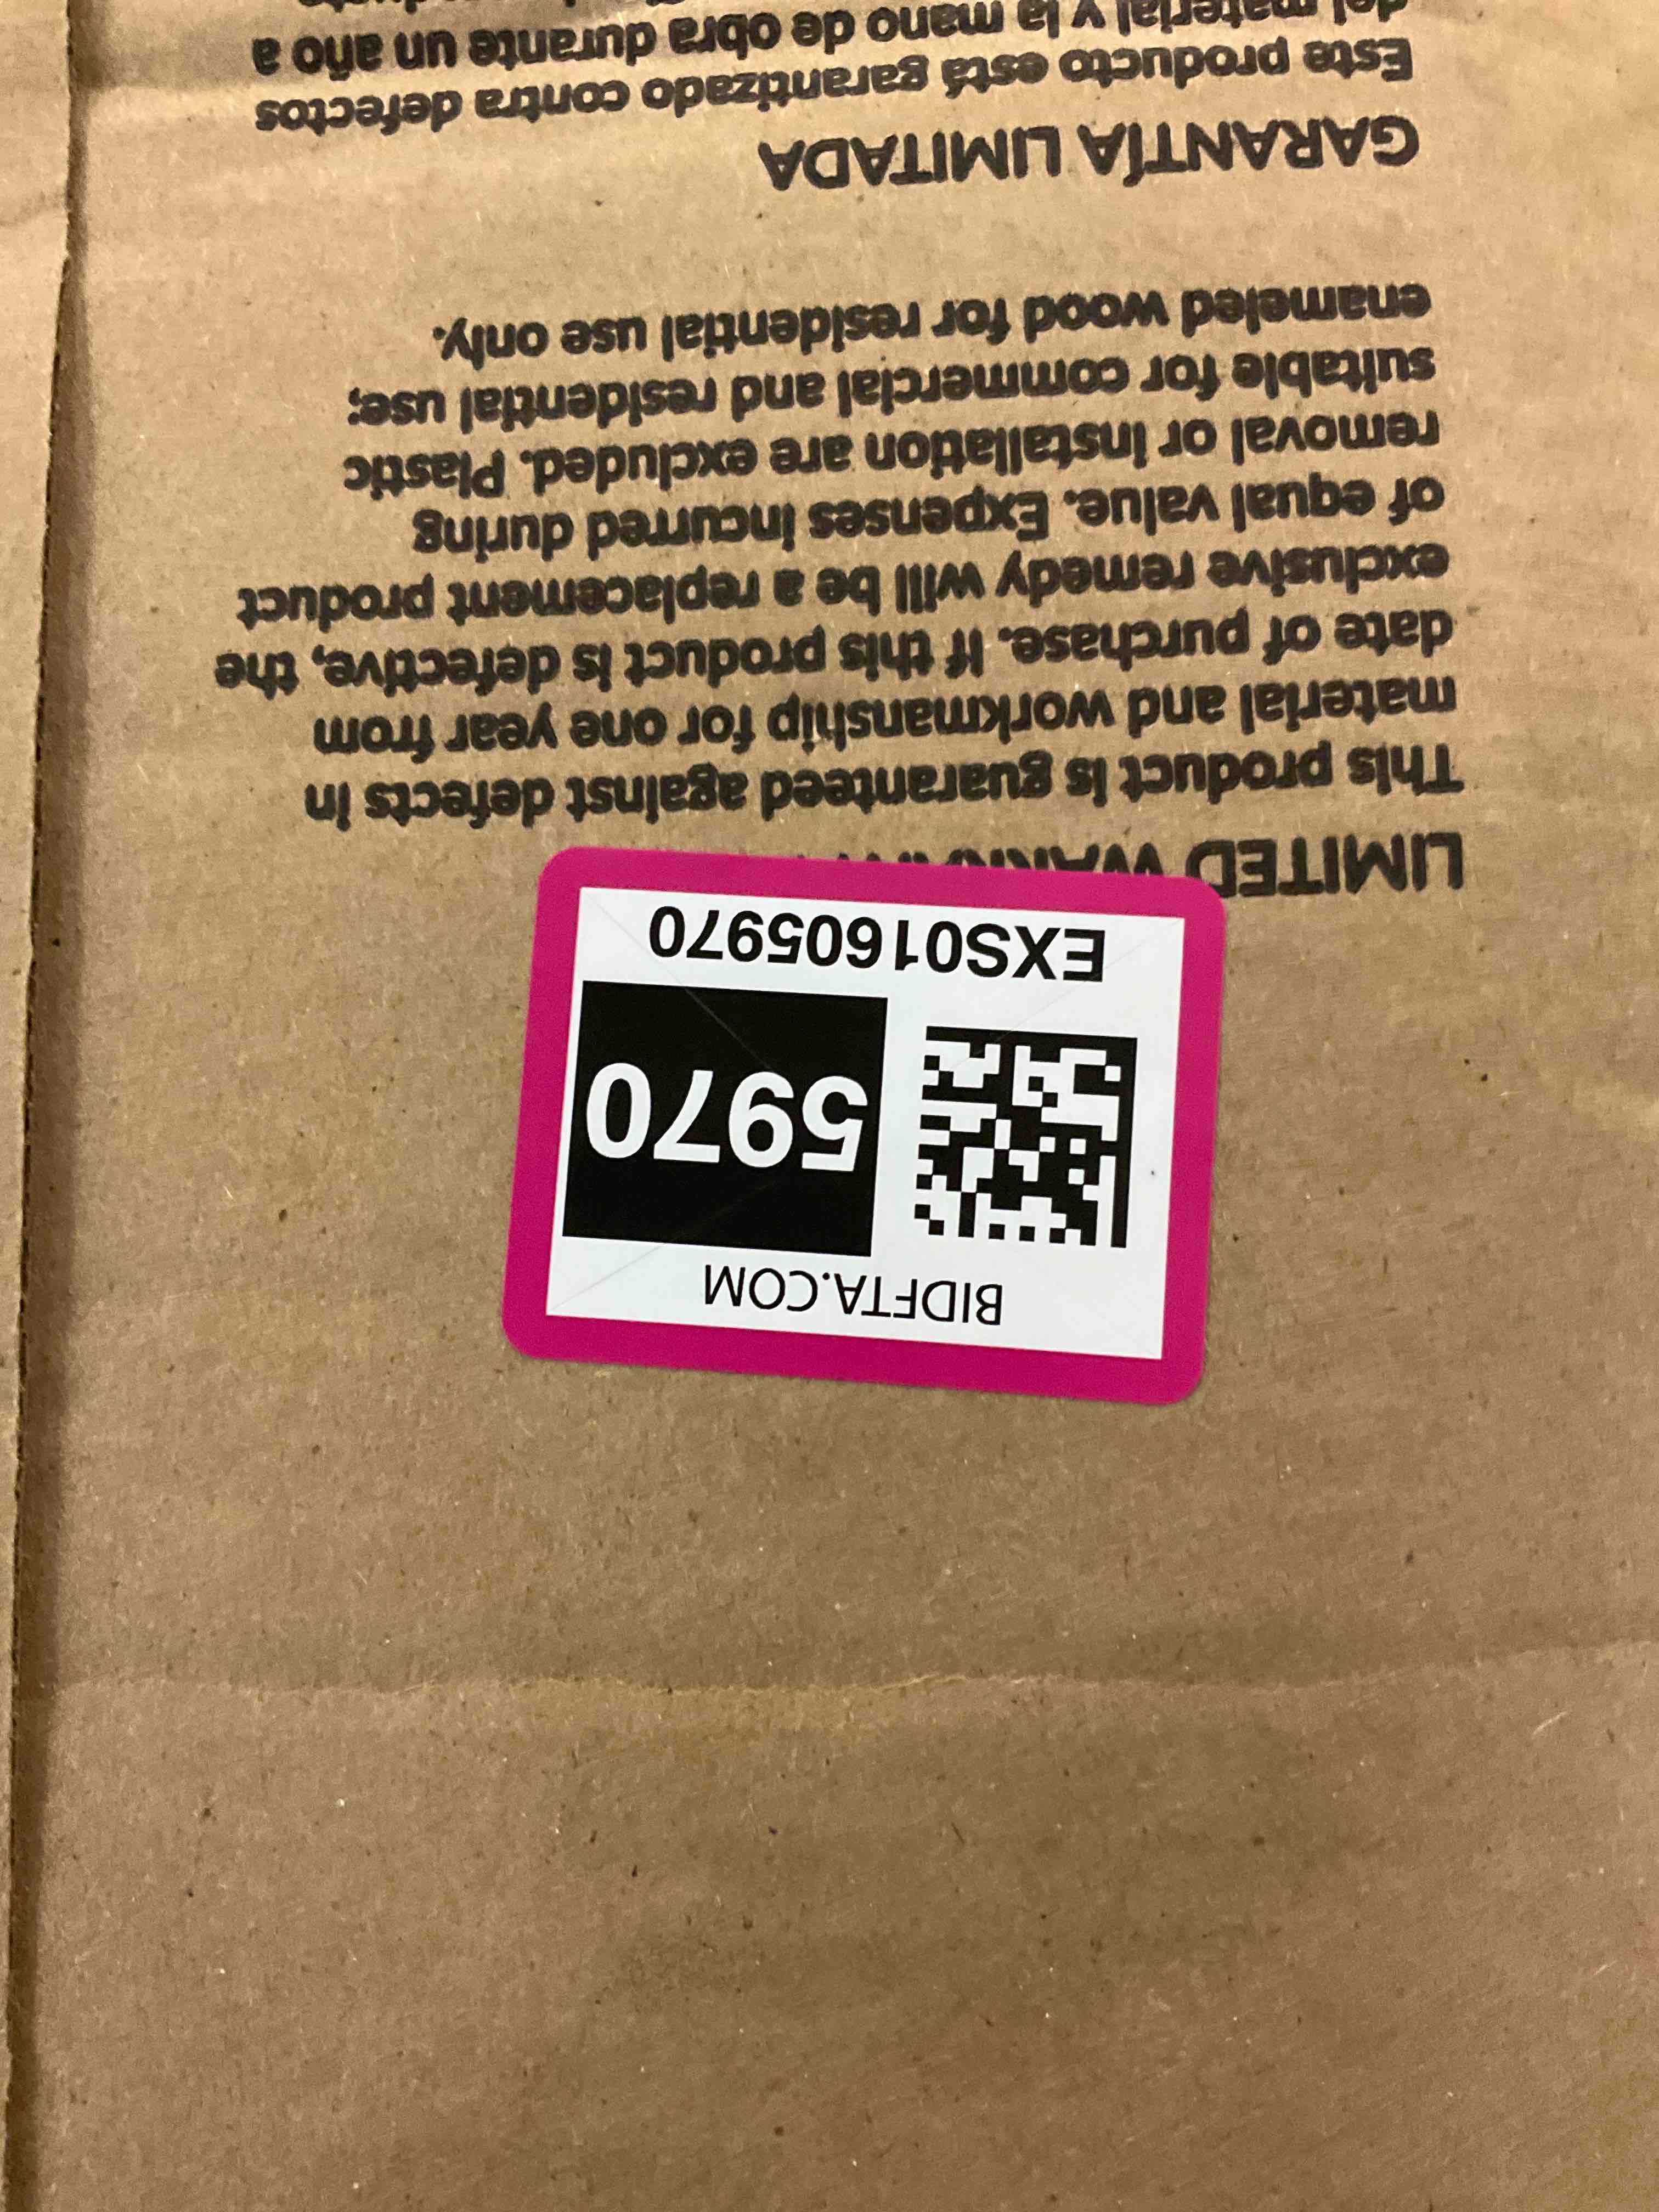 BIDFTA.COM
5970
EXS01605970
LIMITED
This product is guaranteed against defects in
material and workmanship for one year from
date of purchase. If this product is defective, the
exclusive remedy will be a replacement product
of equal value. Expenses incurred during
removal or installation are excluded. Plastic
suitable for commercial and residential use;
enameled wood for residential use only.
GARANTÍA LIMITADA
Este producto está garantizado contra defectos
del material y la mano de obra durante un año a